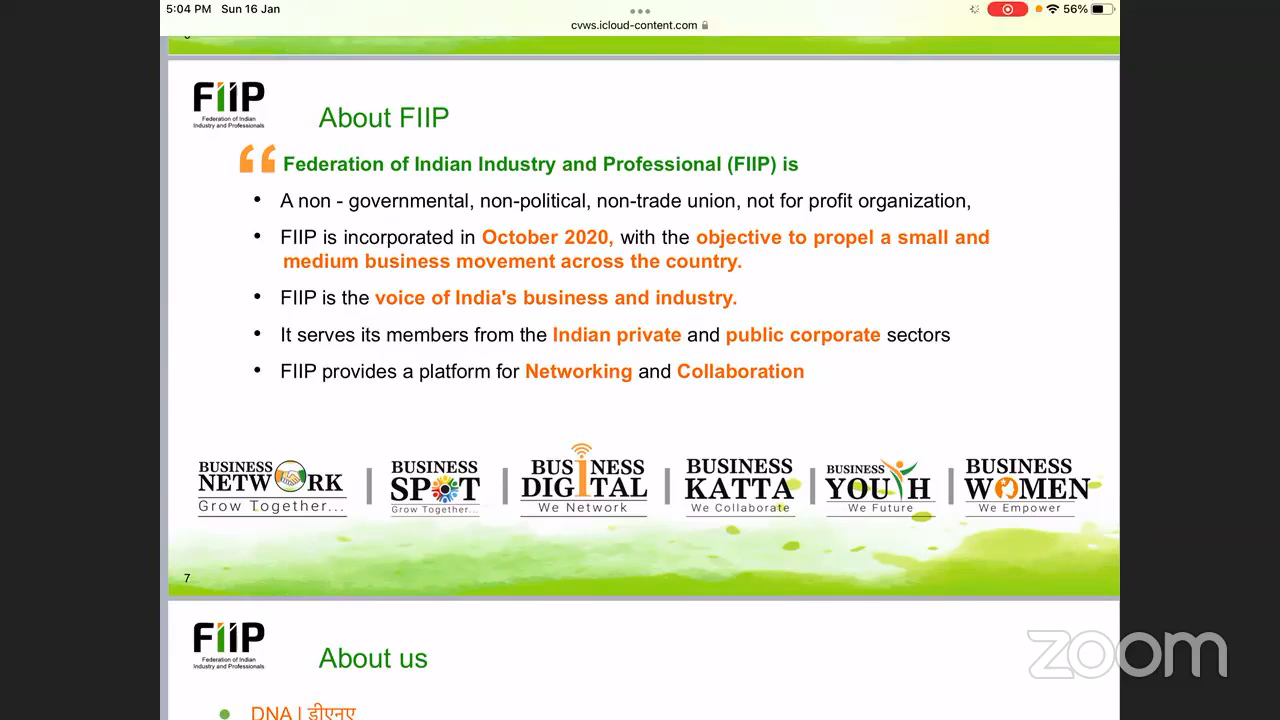 5:04 PM Sun 16 Jan
56%
cvws.icloud-content.com
FiiP
Federation of Indian
Industry and Professionals
About FIIP
Federation of Indian Industry and Professional (FIIP) is
• A non - governmental, non-political, non-trade union, not for profit organization,
• FIIP is incorporated in October 2020, with the objective to propel a small and
medium business movement across the country.
• FIIP is the voice of India's business and industry.
• It serves its members from the Indian private and public corporate sectors
• FIIP provides a platform for Networking and Collaboration
BUSINESS
NETWORK
Grow Together...
BUSINESS
SPOT
Grow Together...
BUSiNESS
DIGiTAL
We Network
BUSINESS
KATTA
We Collaborate
BUSINESS
YOUTH
We Future
BUSINESS
WOMEN
We Empower
7
FiiP
Federation of Indian
Industry and Professionals
About us
zoom
• DNA | डीएनए